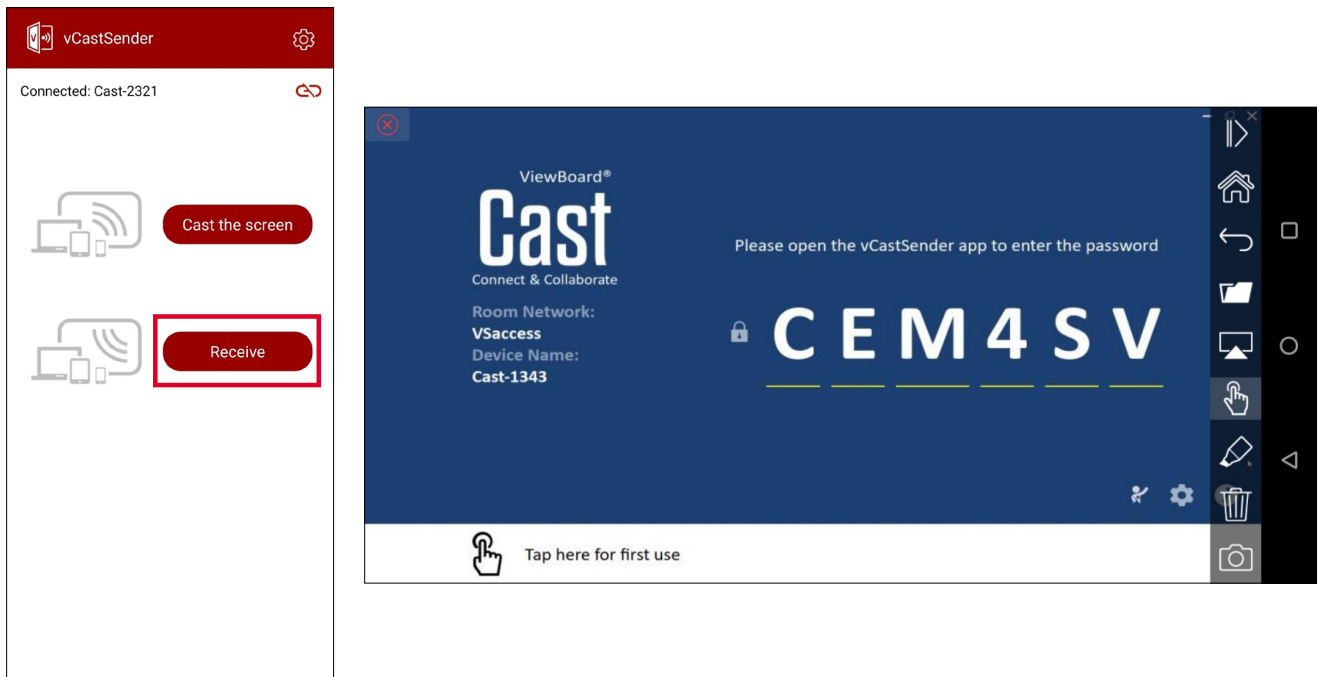 vCastSender
Connected: Cast-2321
Cast the screen
Receive
ViewBoard®
Cast
Connect & Collaborate
Room Network:
VSaccess
Device Name:
Cast-1343
Please open the vCastSender app to enter the password
CEM4SV
Tap here for first use